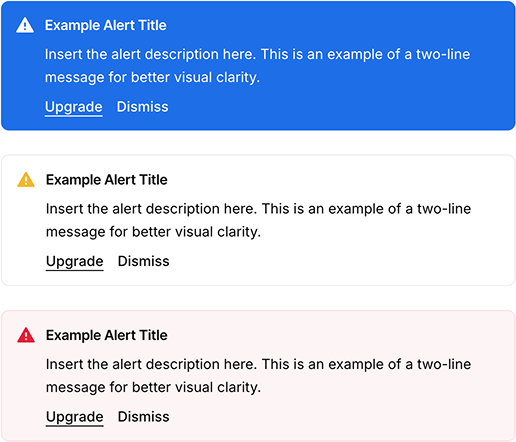 Example Alert Title
Insert the alert description here. This is an example of a two-line
message for better visual clarity.
Upgrade Dismiss
Example Alert Title
Insert the alert description here. This is an example of a two-line
message for better visual clarity.
Upgrade Dismiss
Example Alert Title
Insert the alert description here. This is an example of a two-line
message for better visual clarity.
Upgrade Dismiss